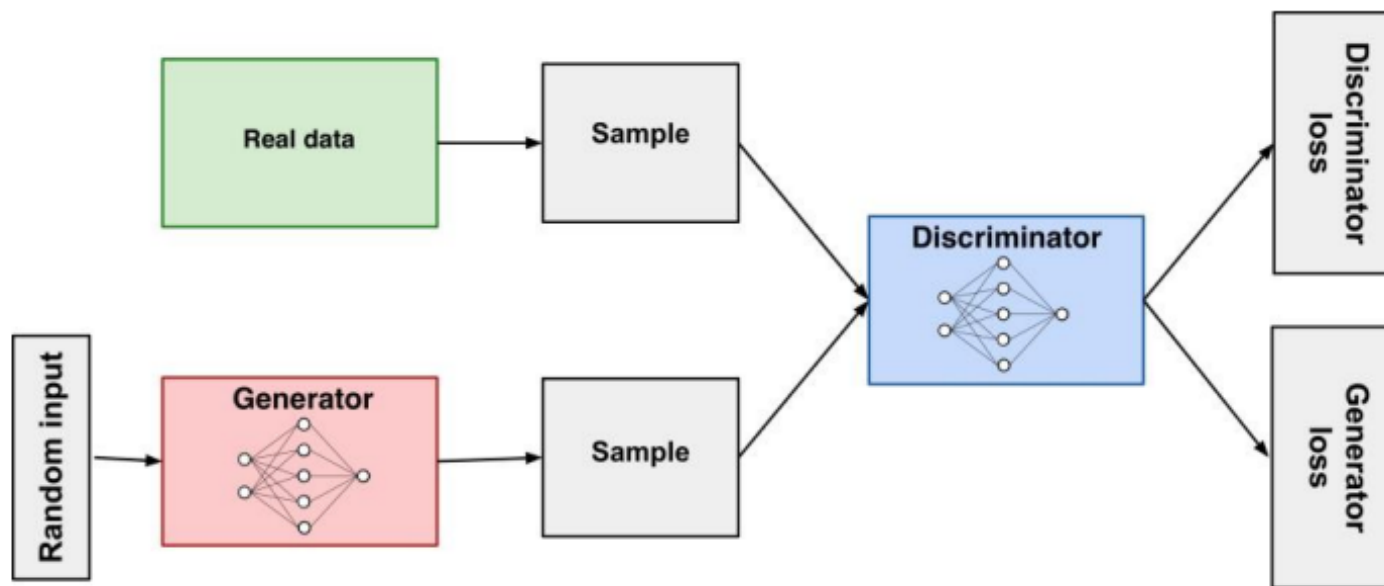 Real data
Sample
Discriminator
Discriminator
loss
Random input
Generator
Sample
Generator
loss